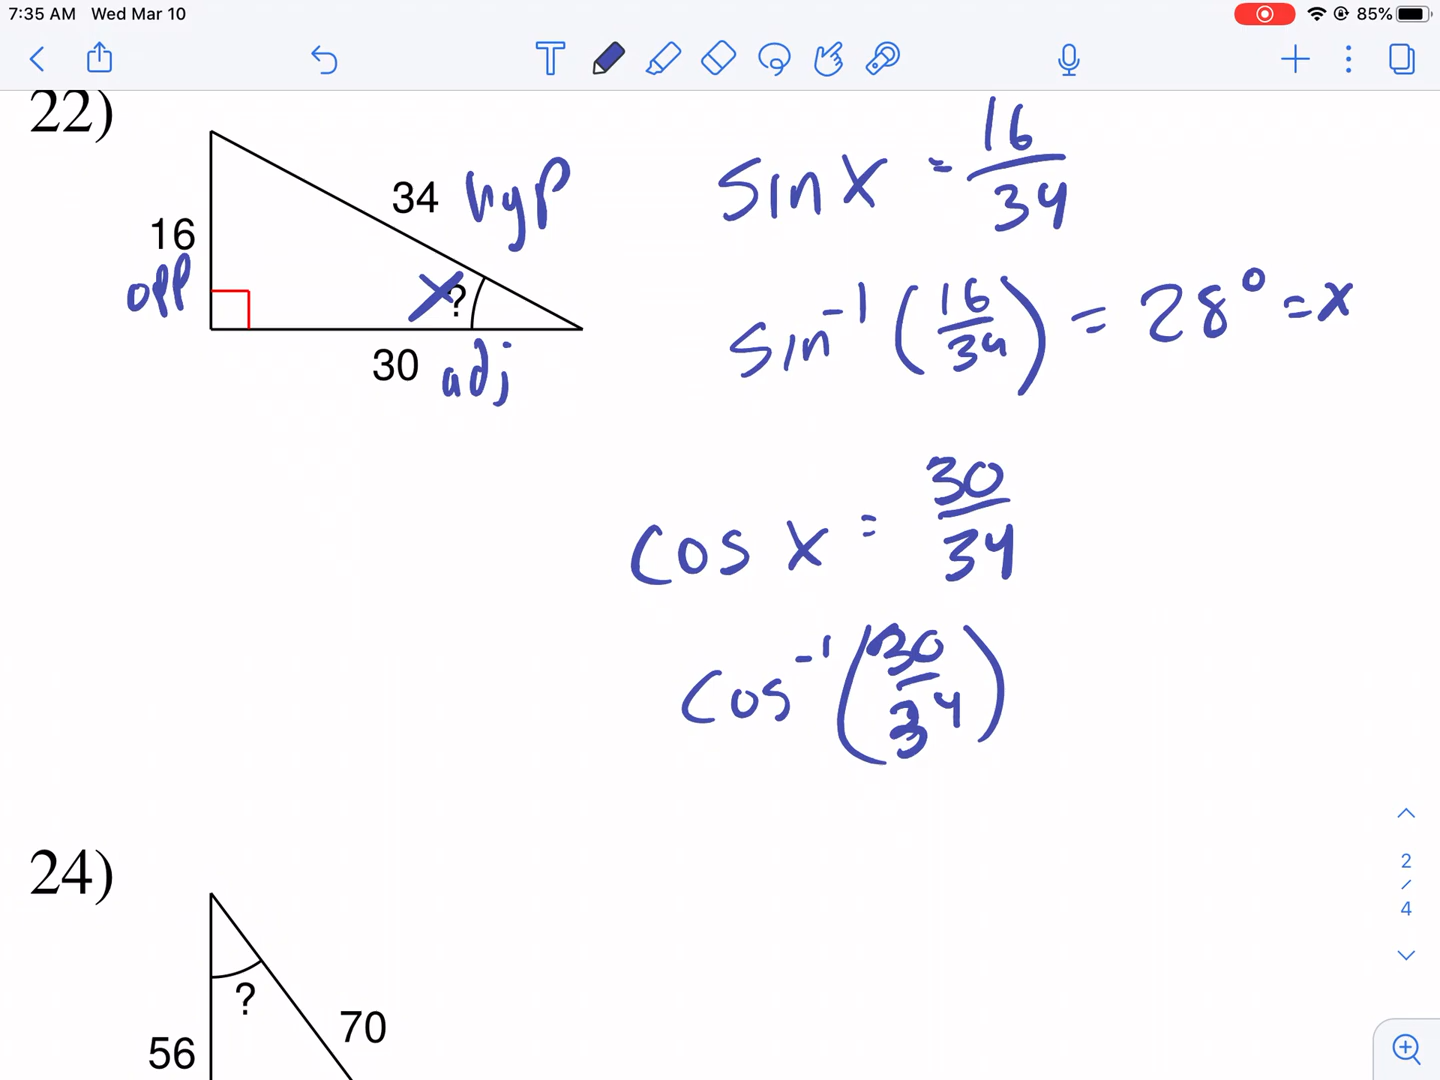 7:35 AM Wed Mar 10 85%
T
22)
34 hyp
16
opp
x ?
30 adj
sin x = 16/34
sin⁻¹(16/34) = 28° = x
cos x = 30/34
cos⁻¹(30/34)
24)
?
70
56
2
/
4